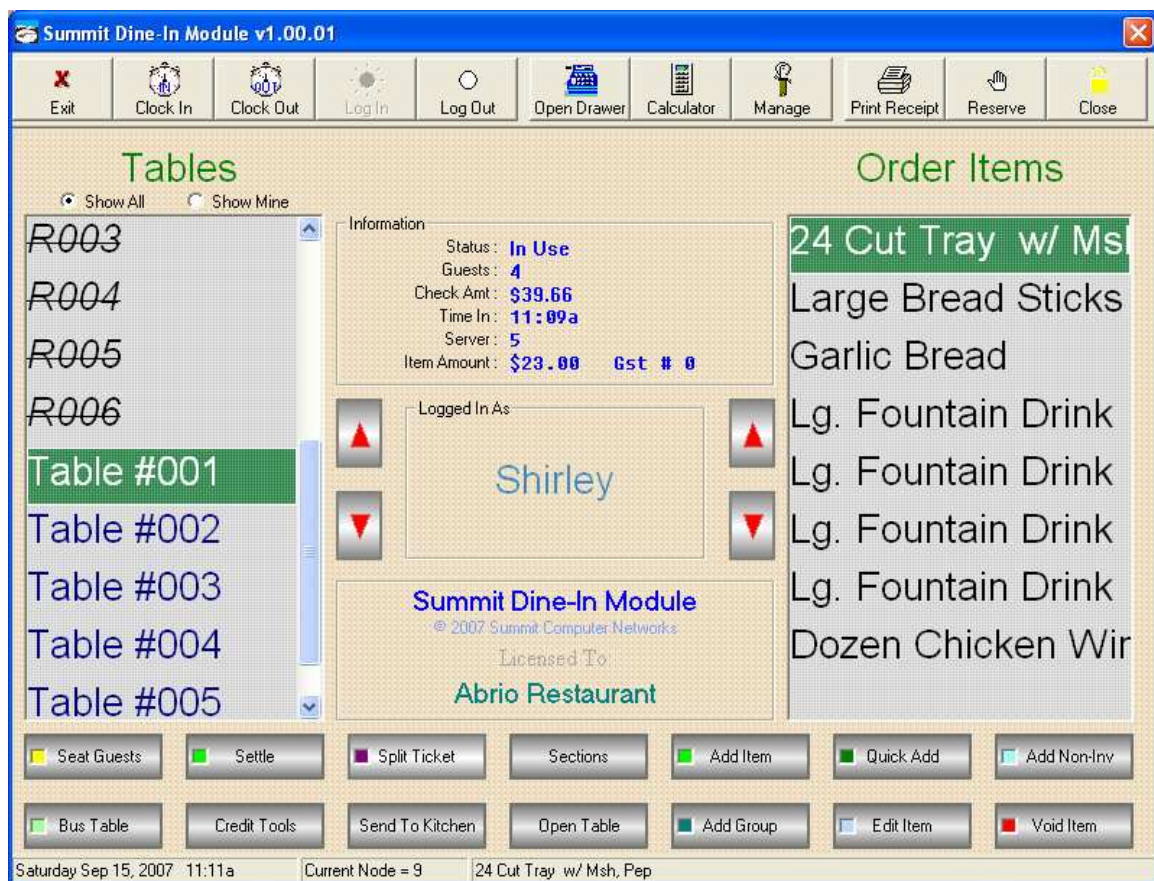 Summit Dine-In Module v1.00.01
Exit
Clock In
Clock Out
Log In
Log Out
Open Drawer
Calculator
Manage
Print Receipt
Reserve
Close
Tables
Show All
Show Mine
R003
R004
R005
R006
Table #001
Table #002
Table #003
Table #004
Table #005
Information
Status : In Use
Guests : 4
Check Amt : $39.66
Time In : 11:09a
Server : 5
Item Amount : $23.00 Gst # 0
Logged In As
Shirley
Summit Dine-In Module
© 2007 Summit Computer Networks
Licensed To
Abrio Restaurant
Order Items
24 Cut Tray w/ Msh
Large Bread Sticks
Garlic Bread
Lg. Fountain Drink
Lg. Fountain Drink
Lg. Fountain Drink
Lg. Fountain Drink
Dozen Chicken Wir
Seat Guests
Settle
Split Ticket
Sections
Add Item
Quick Add
Add Non-Inv
Bus Table
Credit Tools
Send To Kitchen
Open Table
Add Group
Edit Item
Void Item
Saturday Sep 15, 2007 11:11a
Current Node = 9
24 Cut Tray w/ Msh, Pep